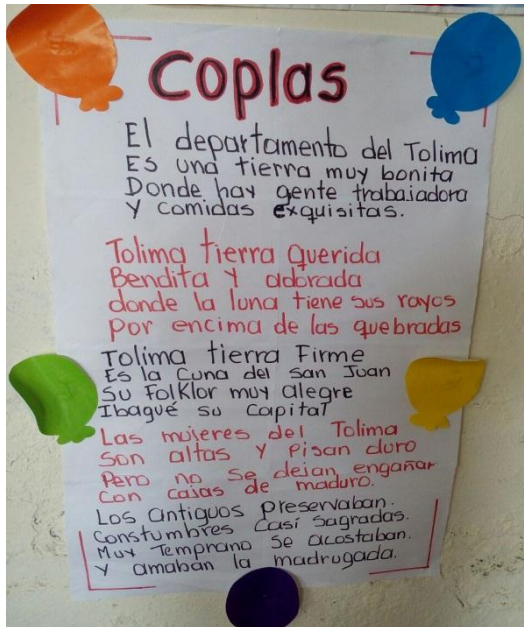 Coplas
El departamento del Tolima
Es una tierra muy bonita
Donde hay gente trabajadora
y comidas exquisitas.
Tolima tierra querida
Bendita y adorada
donde la luna tiene sus rayos
por encima de las quebradas
Tolima tierra Firme
Es la Cuna del san Juan
Su Folklor muy alegre
Ibagué su Capital
Las mujeres del Tolima
son altas y pisan duro
Pero no se dejan engañar
con cajas de maduro.
Los antiguos preservaban.
Constumbres Casí sagradas.
Muy Temprano se acostaban.
y amaban la madrugada.